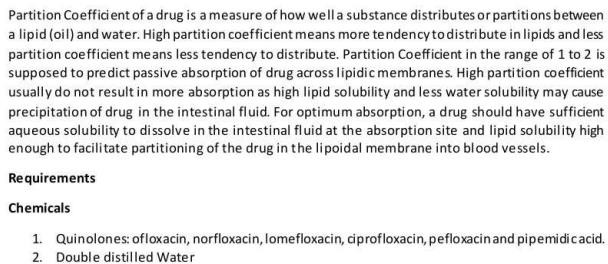 Partition Coefficient of a drug is a measure of how well a substance distributes or partitions between
a lipid (oil) and water. High partition coefficient means more tendency to distribute in lipids and less
partition coefficient means less tendency to distribute. Partition Coefficient in the range of 1 to 2 is
supposed to predict passive absorption of drug across lipidic membranes. High partition coefficient
usually do not result in more absorption as high lipid solubility and less water solubility may cause
precipitation of drug in the intestinal fluid. For optimum absorption, a drug should have sufficient
aqueous solubility to dissolve in the intestinal fluid at the absorption site and lipid solubility high
enough to facilitate partitioning of the drug in the lipoidal membrane into blood vessels.
Requirements
Chemicals
1. Quinolones: ofloxacin, norfloxacin, lomefloxacin, ciprofloxacin, pefloxacin and pipemidic acid.
2. Double distilled Water